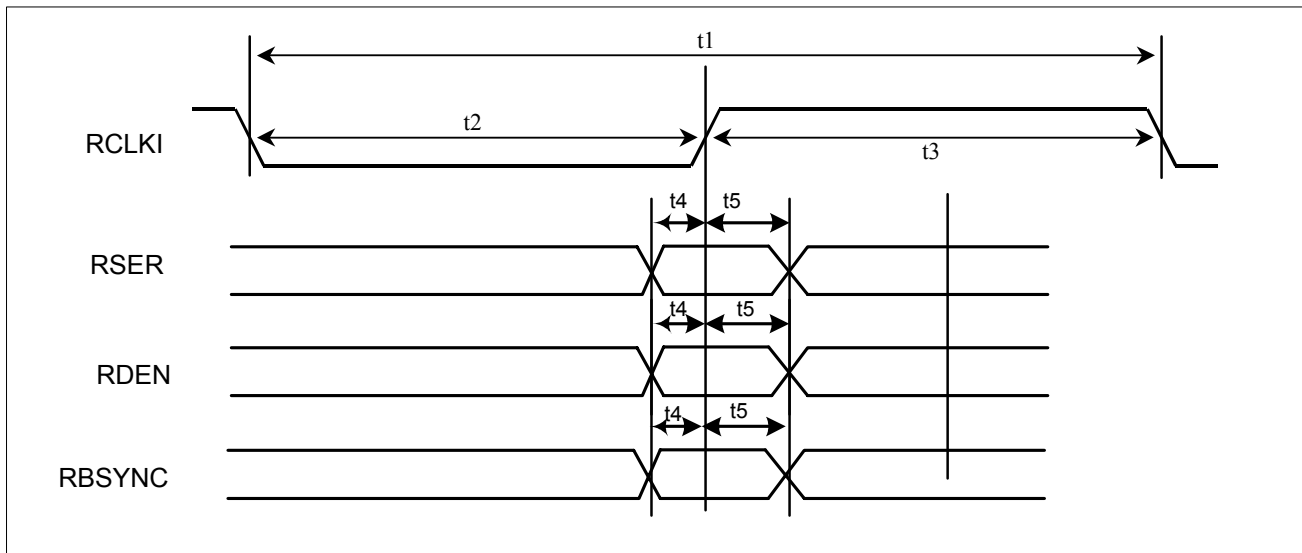 t1
t2
RCLKI
t3
t4 t5
RSER
t4 t5
RDEN
t4 t5
RBSYNC